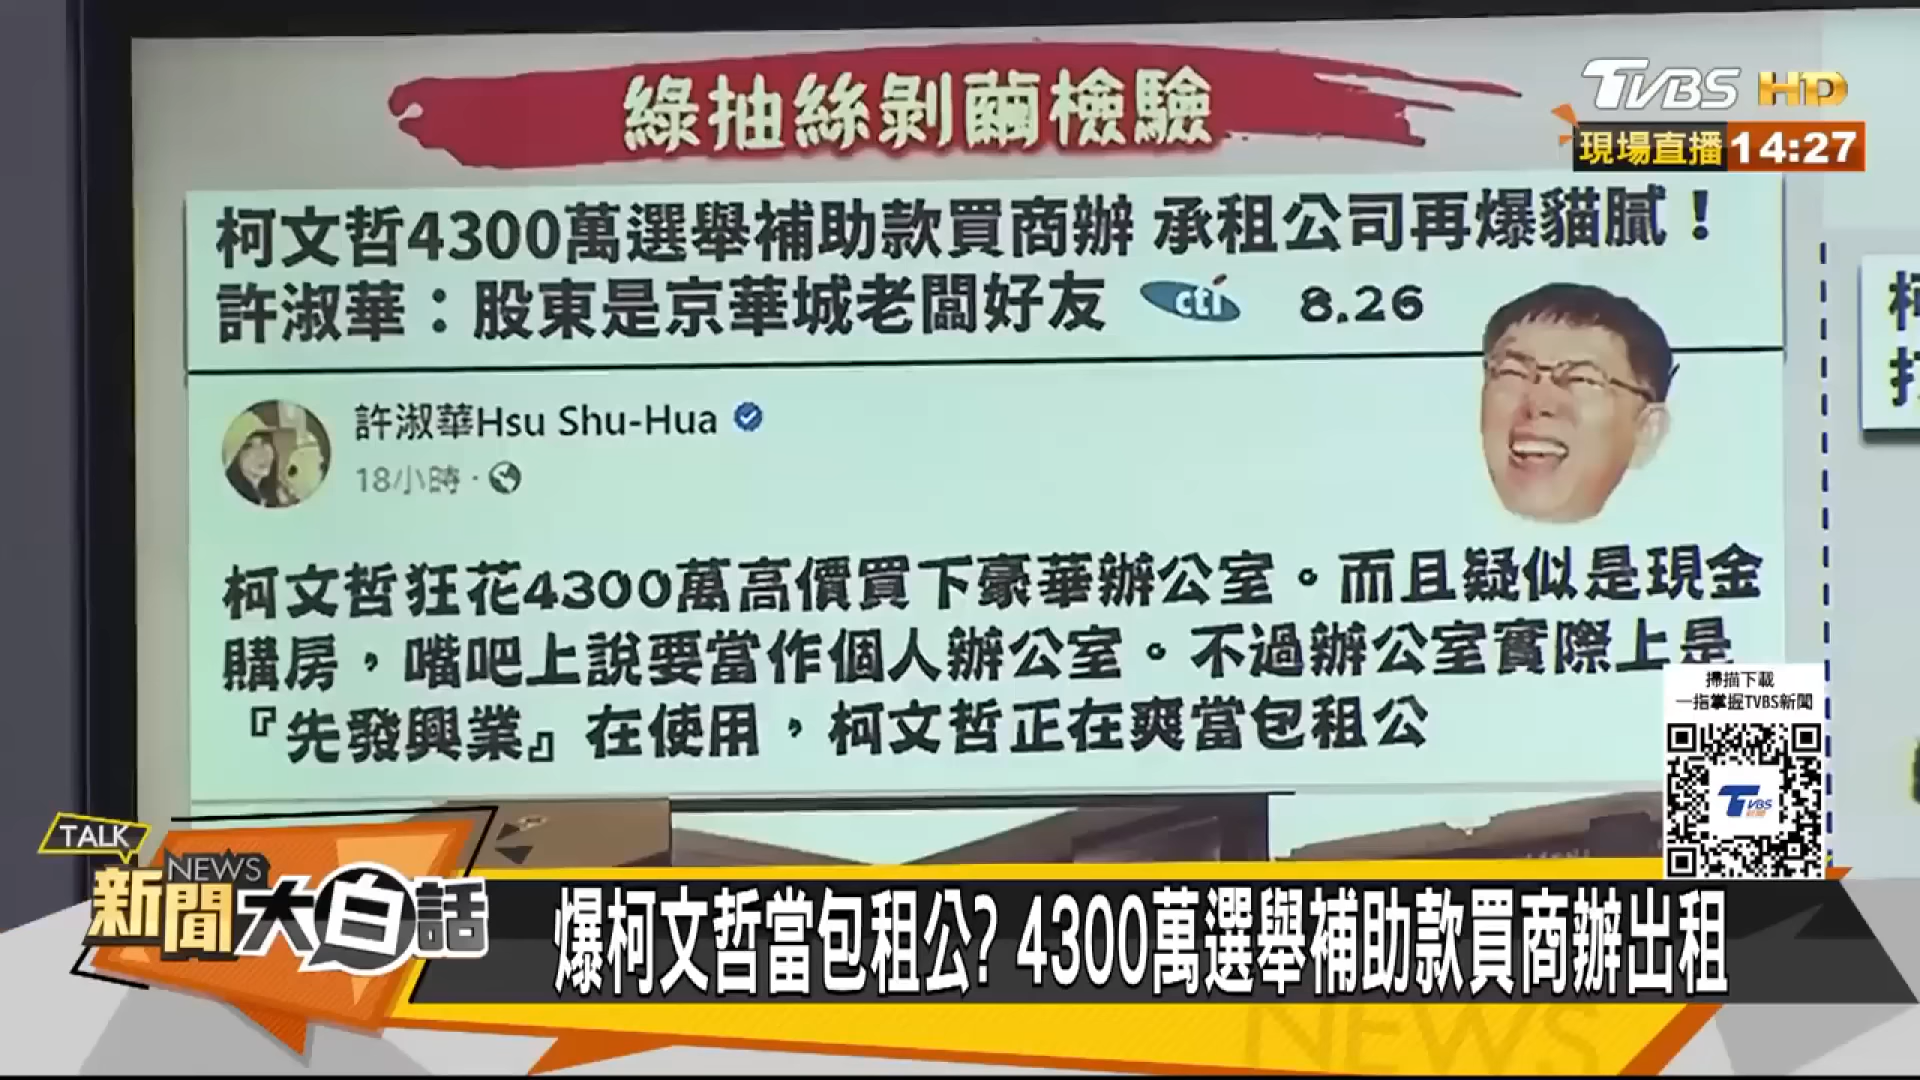 綠抽絲剝繭檢驗
TVBS HD
現場直播 14:27
柯文哲4300萬選舉補助款買商辦 承租公司再爆貓膩！
許淑華：股東是京華城老闆好友 cti 8.26
許淑華Hsu Shu-Hua
18小時
柯文哲狂花4300萬高價買下豪華辦公室。而且疑似是現金
購房，嘴吧上說要當作個人辦公室。不過辦公室實際上是
『先發興業』在使用，柯文哲正在爽當包租公
掃描下載
一指掌握TVBS新聞
TVBS
TALK
NEWS
新聞大白話
爆柯文哲當包租公? 4300萬選舉補助款買商辦出租
NEWS